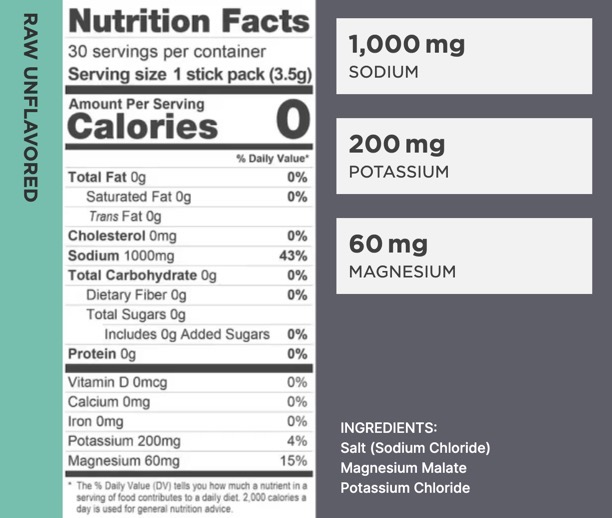 RAW UNFLAVORED
Nutrition Facts
30 servings per container
Serving size 1 stick pack (3.5g)
Amount Per Serving
Calories 0
% Daily Value*
Total Fat 0g 0%
Saturated Fat 0g 0%
Trans Fat 0g
Cholesterol 0mg 0%
Sodium 1000mg 43%
Total Carbohydrate 0g 0%
Dietary Fiber 0g 0%
Total Sugars 0g
Includes 0g Added Sugars 0%
Protein 0g 0%
Vitamin D 0mcg 0%
Calcium 0mg 0%
Iron 0mg 0%
Potassium 200mg 4%
Magnesium 60mg 15%
* The % Daily Value (DV) tells you how much a nutrient in a
serving of food contributes to a daily diet. 2,000 calories a
day is used for general nutrition advice.
1,000 mg
SODIUM
200 mg
POTASSIUM
60 mg
MAGNESIUM
INGREDIENTS:
Salt (Sodium Chloride)
Magnesium Malate
Potassium Chloride